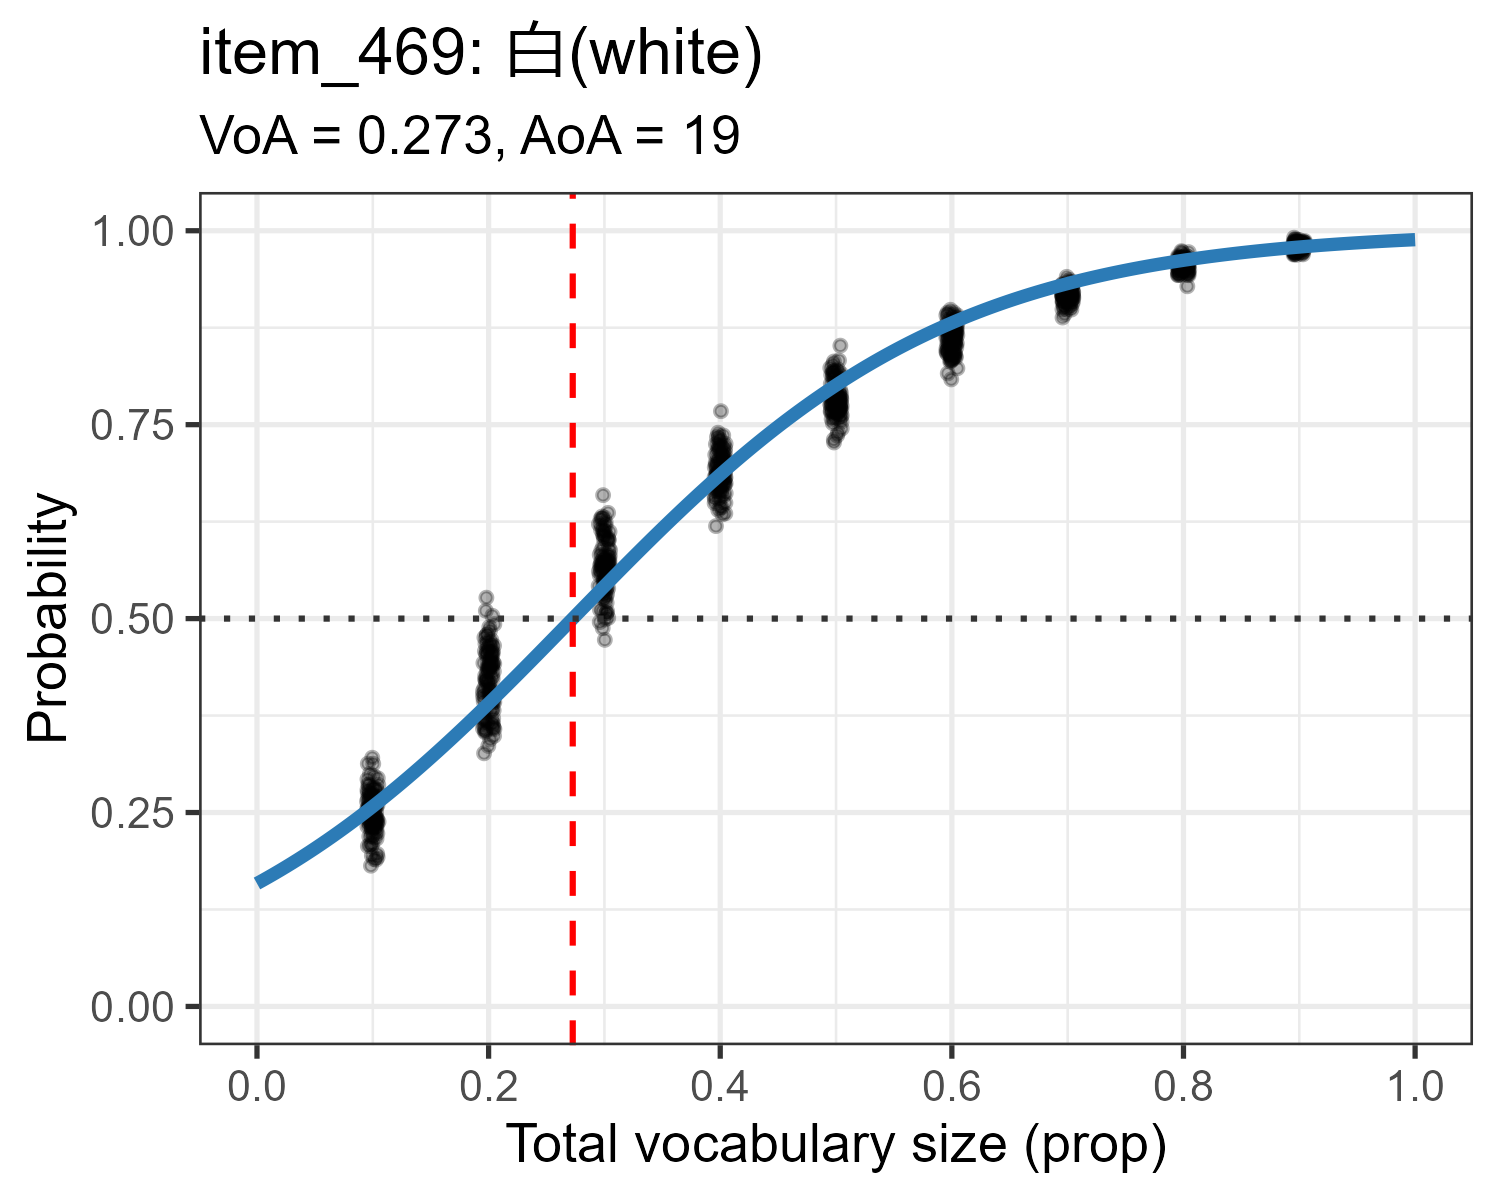 item_469: 白(white)
VoA = 0.273, AoA = 19
1.00
0.75
0.50
0.25
0.00
Probability
0.0 0.2 0.4 0.6 0.8 1.0
Total vocabulary size (prop)